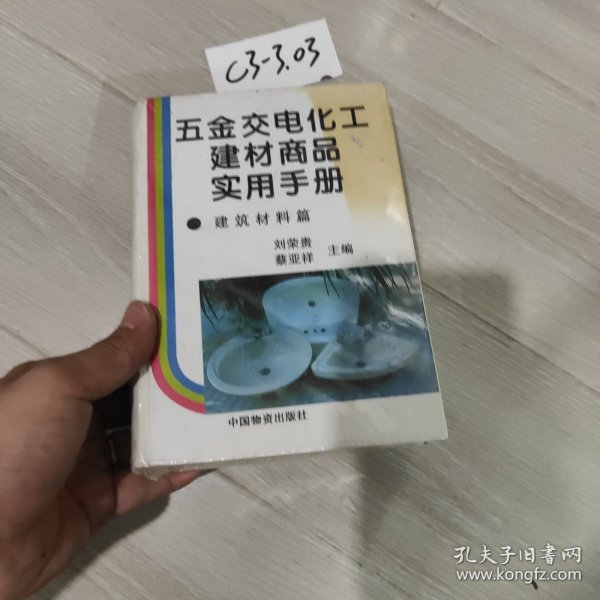 C3-3.03
五金交电化工
建材商品
实用手册
●建筑材料篇
刘荣贵
蔡亚祥 主编
中国物资出版社
孔夫子旧书网
www.kongfz.com